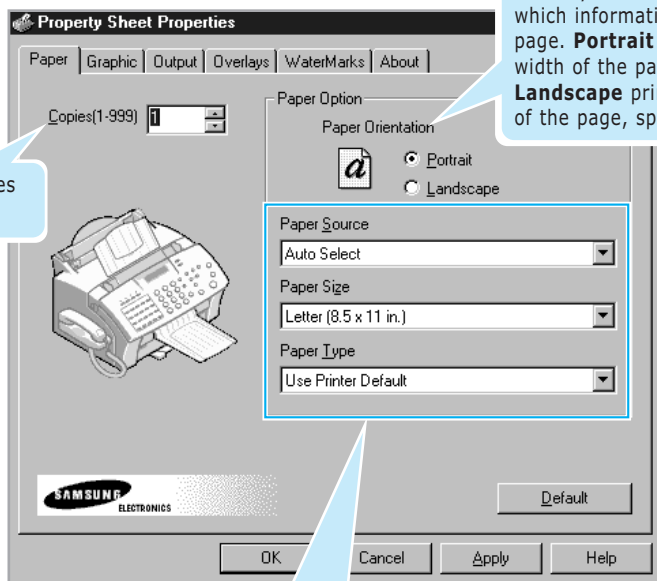 Property Sheet Properties
which informati
page. Portrait
width of the pa
Landscape pri
of the page, sp
Paper Graphic Output Overlays WaterMarks About
Copies(1-999) 1
es
Paper Option
Paper Orientation
a
Portrait
Landscape
Paper Source
Auto Select
Paper Size
Letter (8.5 x 11 in.)
Paper Type
Use Printer Default
SAMSUNG
ELECTRONICS
Default
OK Cancel Apply Help